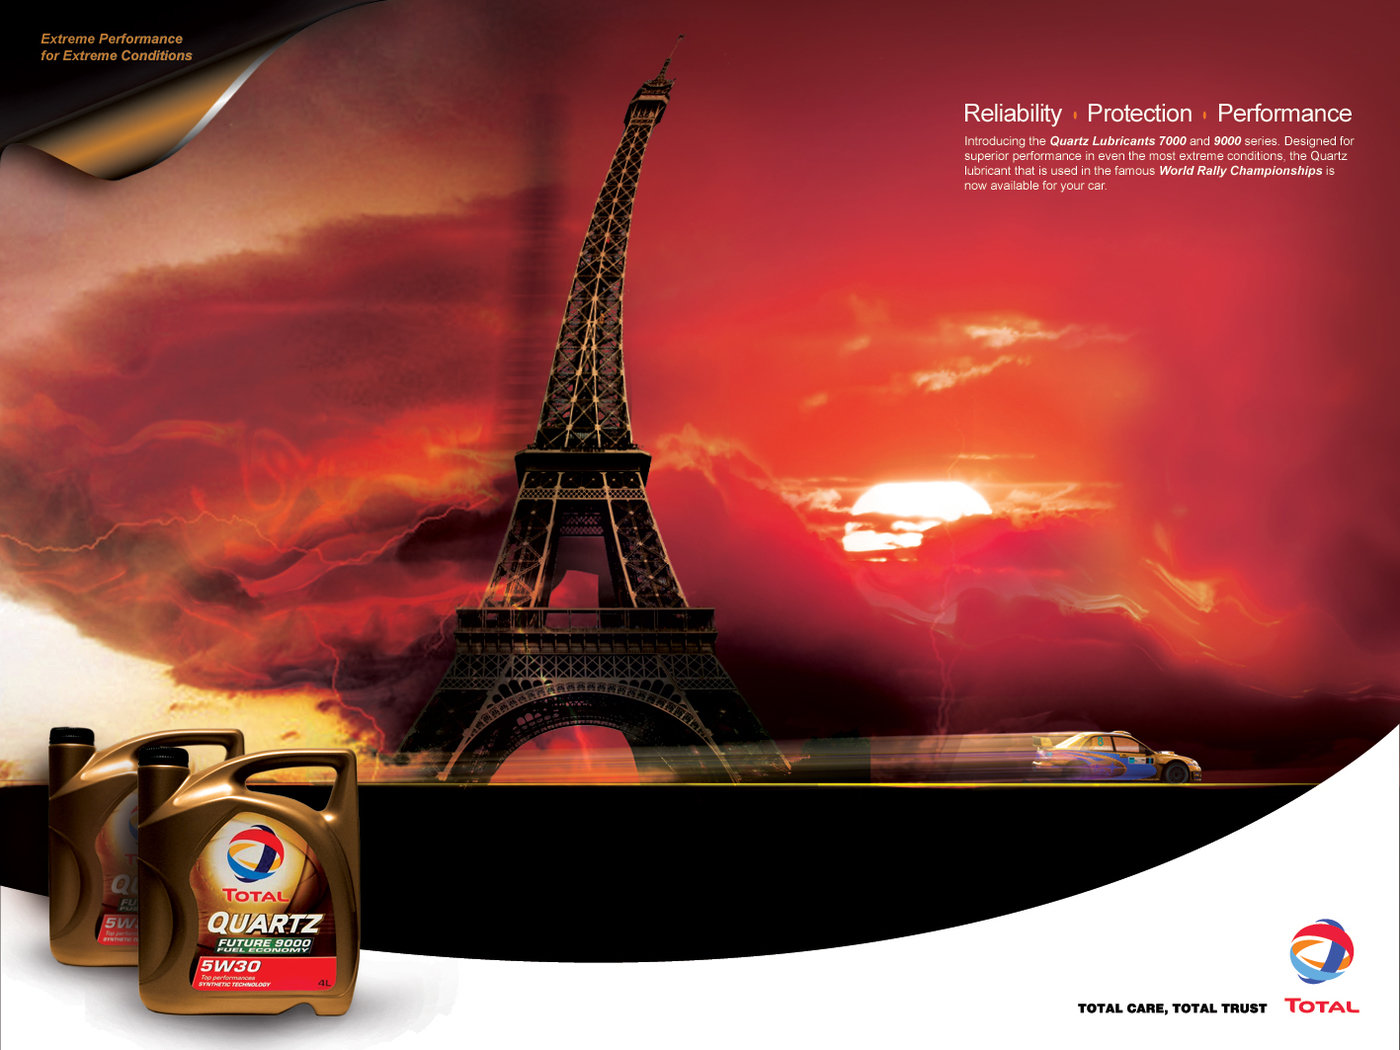 Extreme Performance
for Extreme Conditions
Reliability Protection Performance
Introducing the Quartz Lubricants 7000 and 9000 series. Designed for
superior performance in even the most extreme conditions, the Quartz
lubricant that is used in the famous World Rally Championships is
now available for your car.
TOTAL
QUARTZ
FUTURE 9000
FUEL ECONOMY
5W30
Top performances
SYNTHETIC TECHNOLOGY
4L
TOTAL CARE, TOTAL TRUST
TOTAL